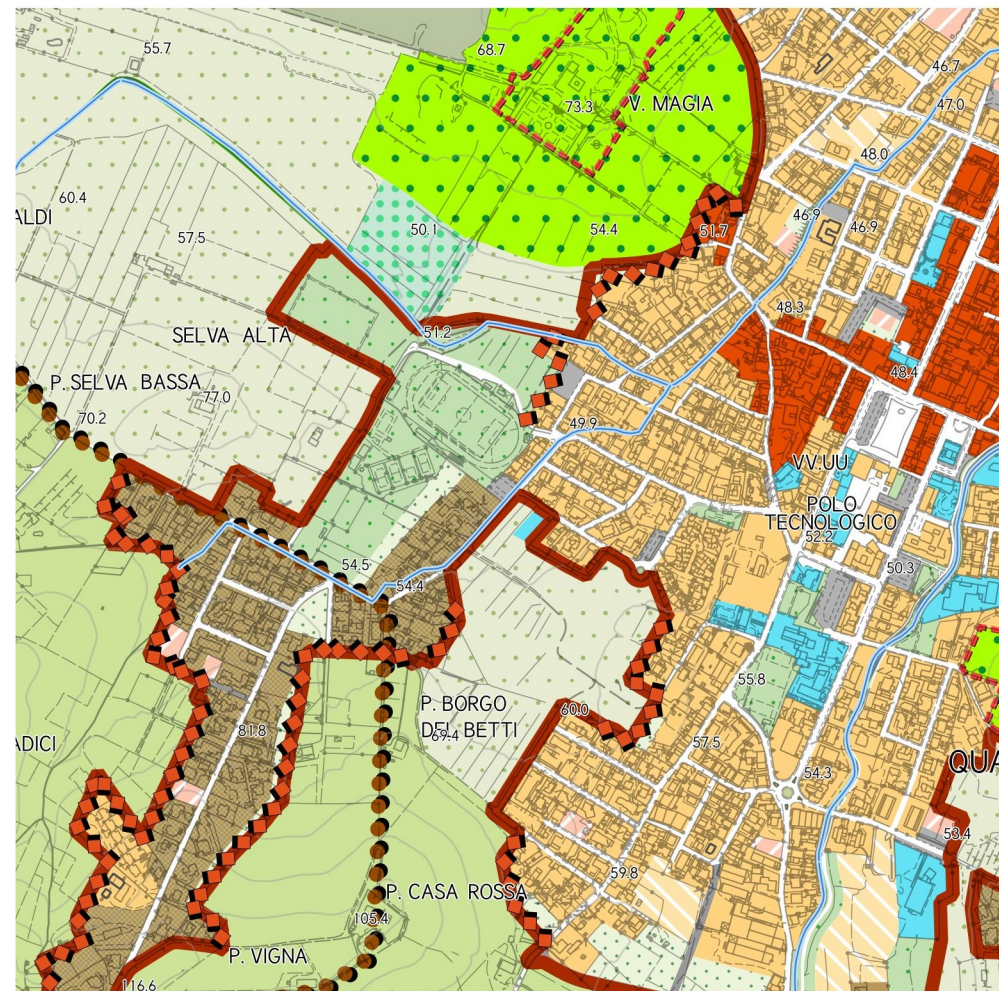 55.7
68.7
46.7
73.3
V. MAGIA
47.0
48.0
60.4
ALDI
50.1
54.4
51.7
46.9
46.9
57.5
48.3
SELVA ALTA
51.2
48.4
P. SELVA BASSA
77.0
70.2
49.9
VV.UU
POLO
TECNOLOGICO
52.2
54.5
54.4
50.3
55.8
P. BORGO
DEI BETTI
60.0
69.4
81.8
57.5
ADICI
54.3
QUA
53.4
59.8
P. CASA ROSSA
105.4
P. VIGNA
116.6